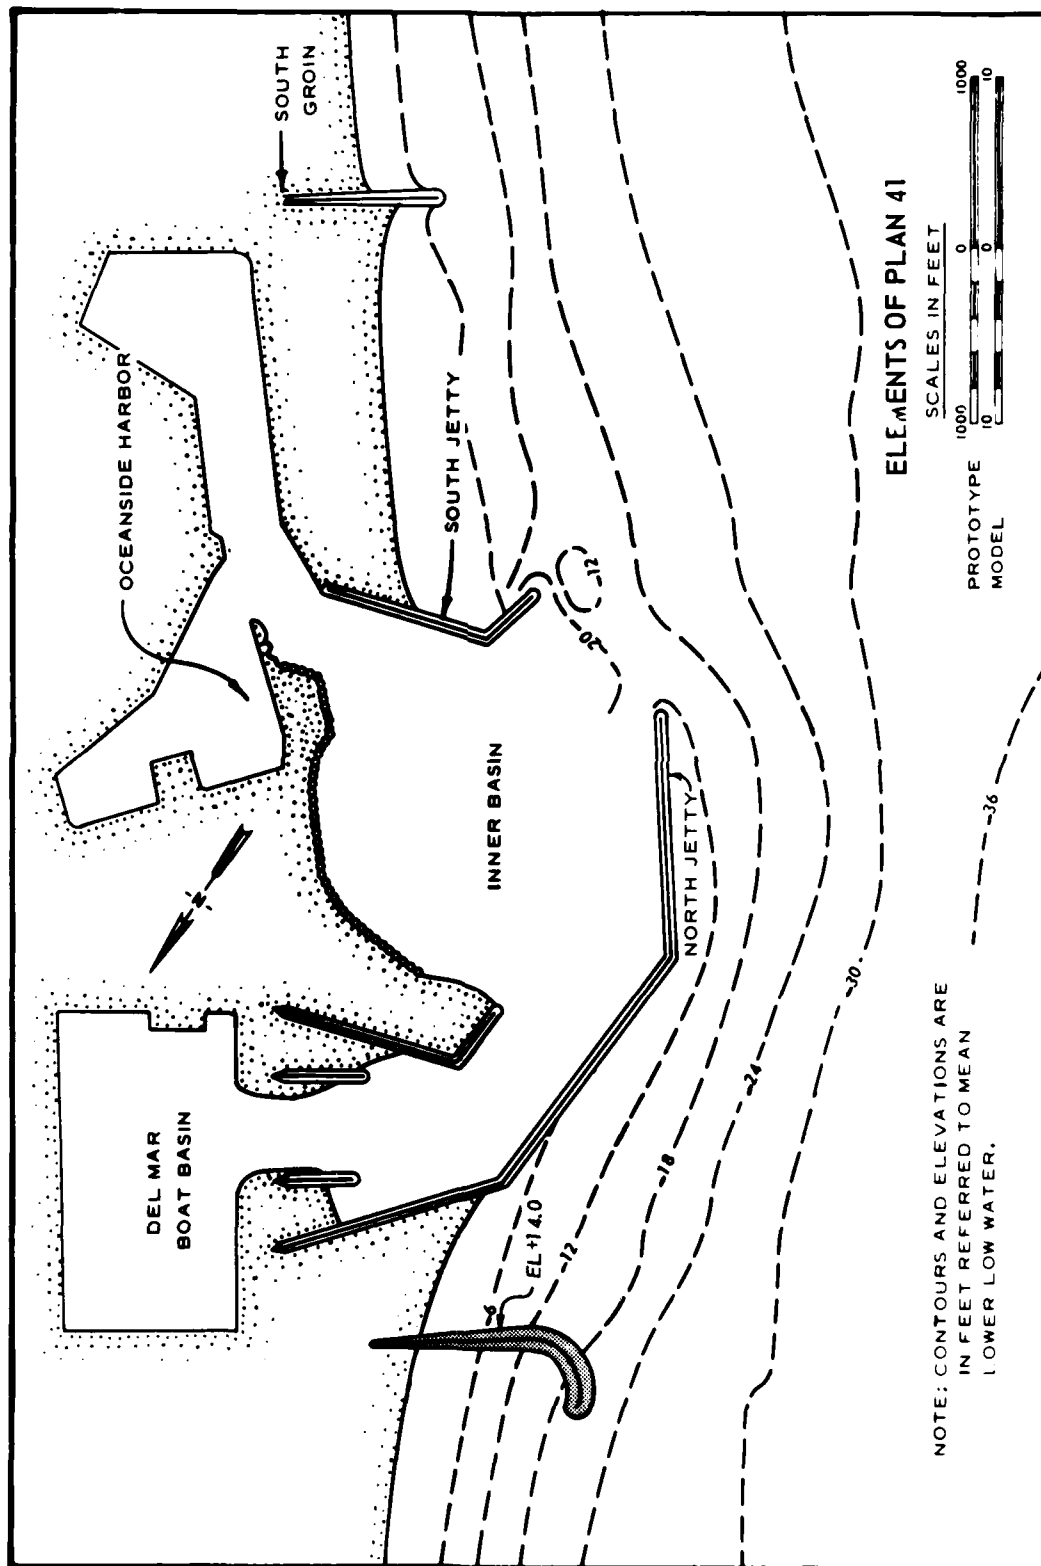 DEL MAR
BOAT BASIN
N
OCEANSIDE HARBOR
SOUTH
GROIN
INNER BASIN
SOUTH JETTY
NORTH JETTY
EL +14.0
-6
-12
-18
-24
-30
-36
-20
-12
NOTE: CONTOURS AND ELEVATIONS ARE
IN FEET REFERRED TO MEAN
LOWER LOW WATER.
ELEMENTS OF PLAN 41
SCALES IN FEET
PROTOTYPE 1000 0 1000
MODEL 10 0 10